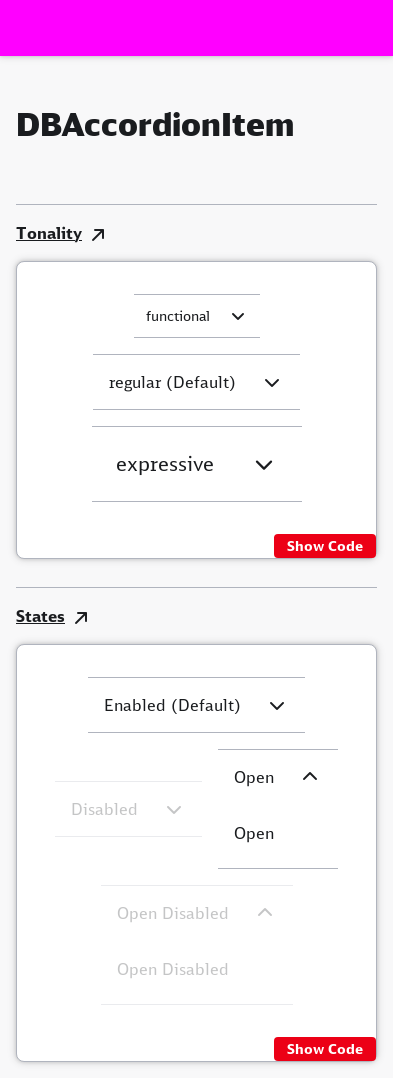 DBAccordionItem
Tonality
functional
regular (Default)
expressive
Show Code
States
Enabled (Default)
Disabled
Open
Open
Open Disabled
Open Disabled
Show Code